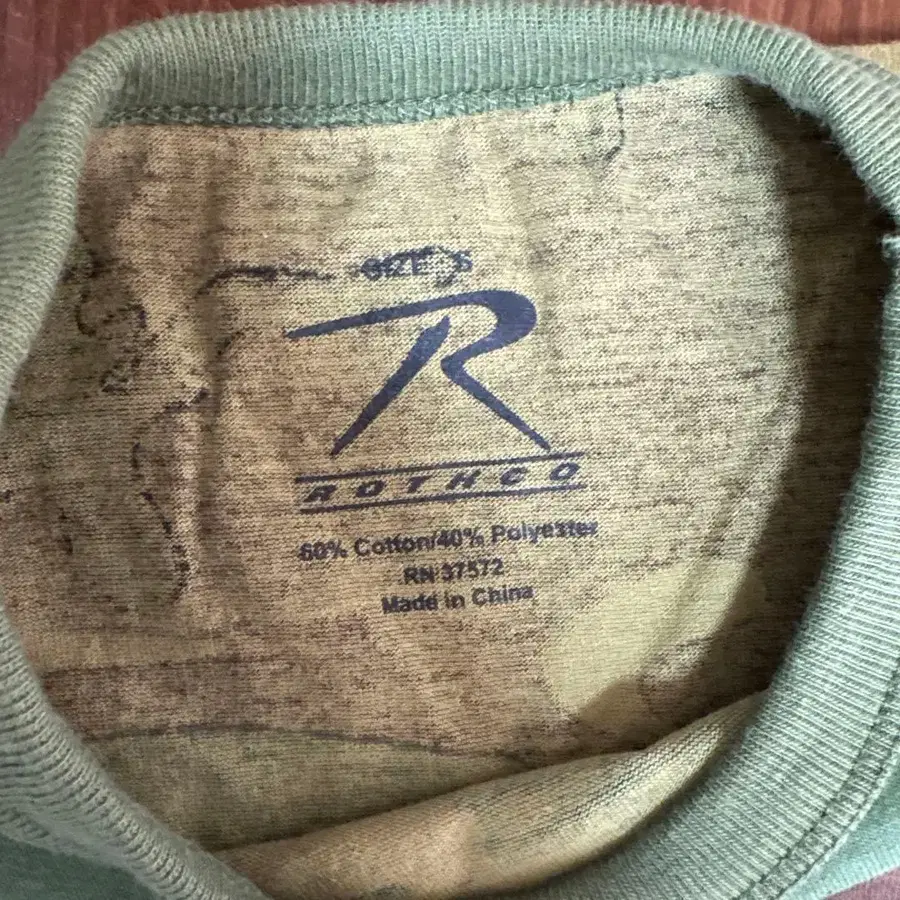 SIZE S
R
ROTHCO
60% Cotton/40% Polyester
RN 37572
Made in China